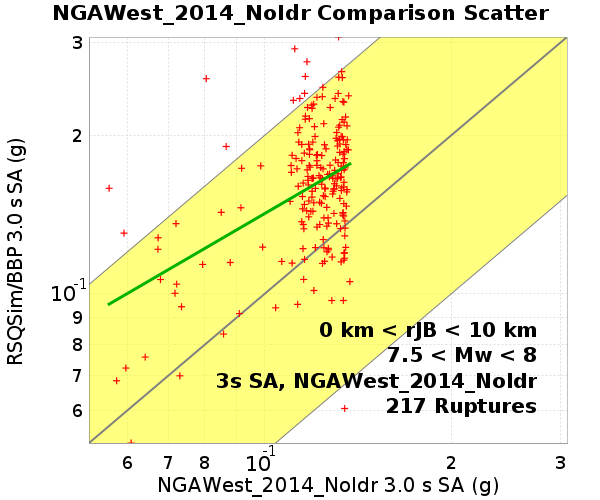 NGAWest_2014_NoIdr Comparison Scatter
RSQSim/BBP 3.0 s SA (g)
3
2
10⁻¹
9
8
7
6
0 km < rJB < 10 km
7.5 < Mw < 8
3s SA, NGAWest_2014_NoIdr
217 Ruptures
6 7 8 10⁻¹ 2 3
NGAWest_2014_NoIdr 3.0 s SA (g)